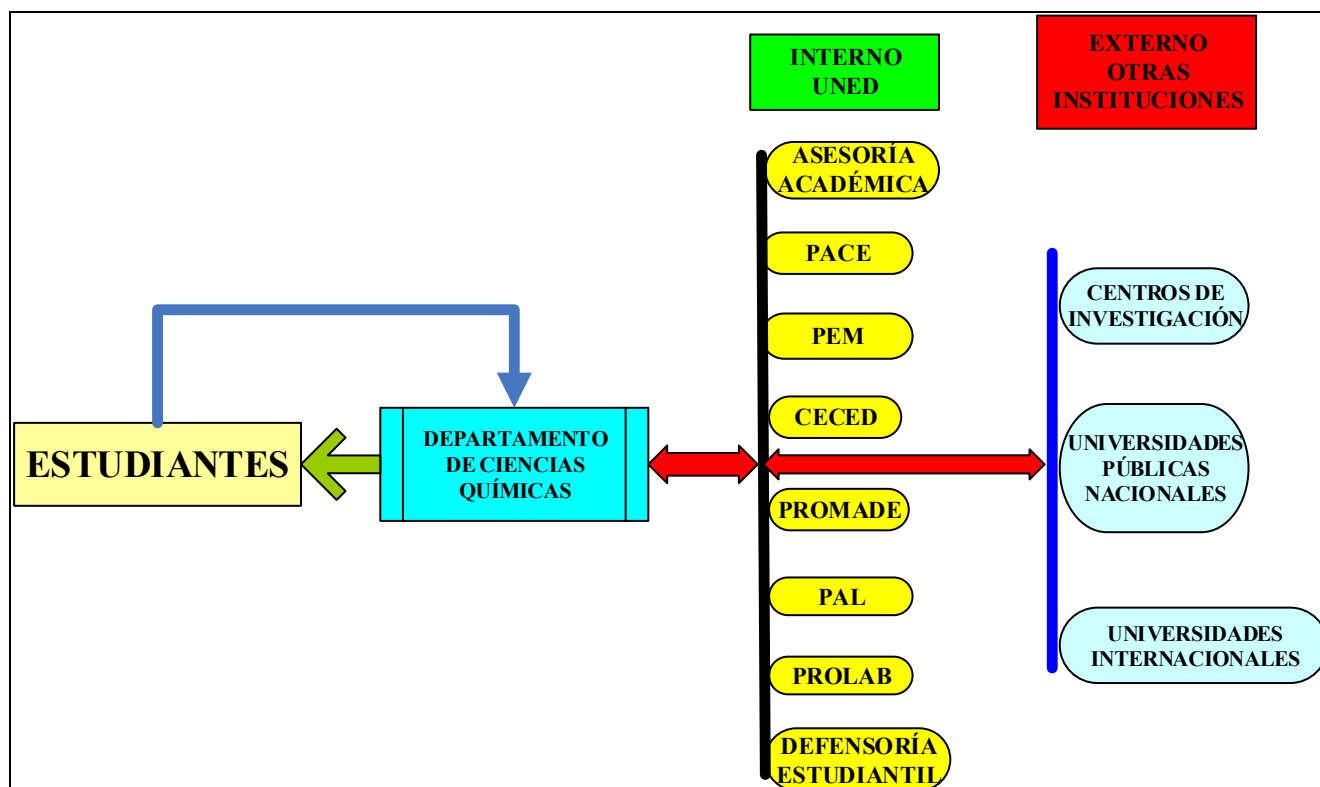 INTERNO
UNED
EXTERNO
OTRAS
INSTITUCIONES
ASESORÍA
ACADÉMICA
PACE
PEM
CECED
PROMADE
PAL
PROLAB
DEFENSORÍA
ESTUDIANTIL
CENTROS DE
INVESTIGACIÓN
UNIVERSIDADES
PÚBLICAS
NACIONALES
UNIVERSIDADES
INTERNACIONALES
ESTUDIANTES
DEPARTAMENTO
DE CIENCIAS
QUÍMICAS